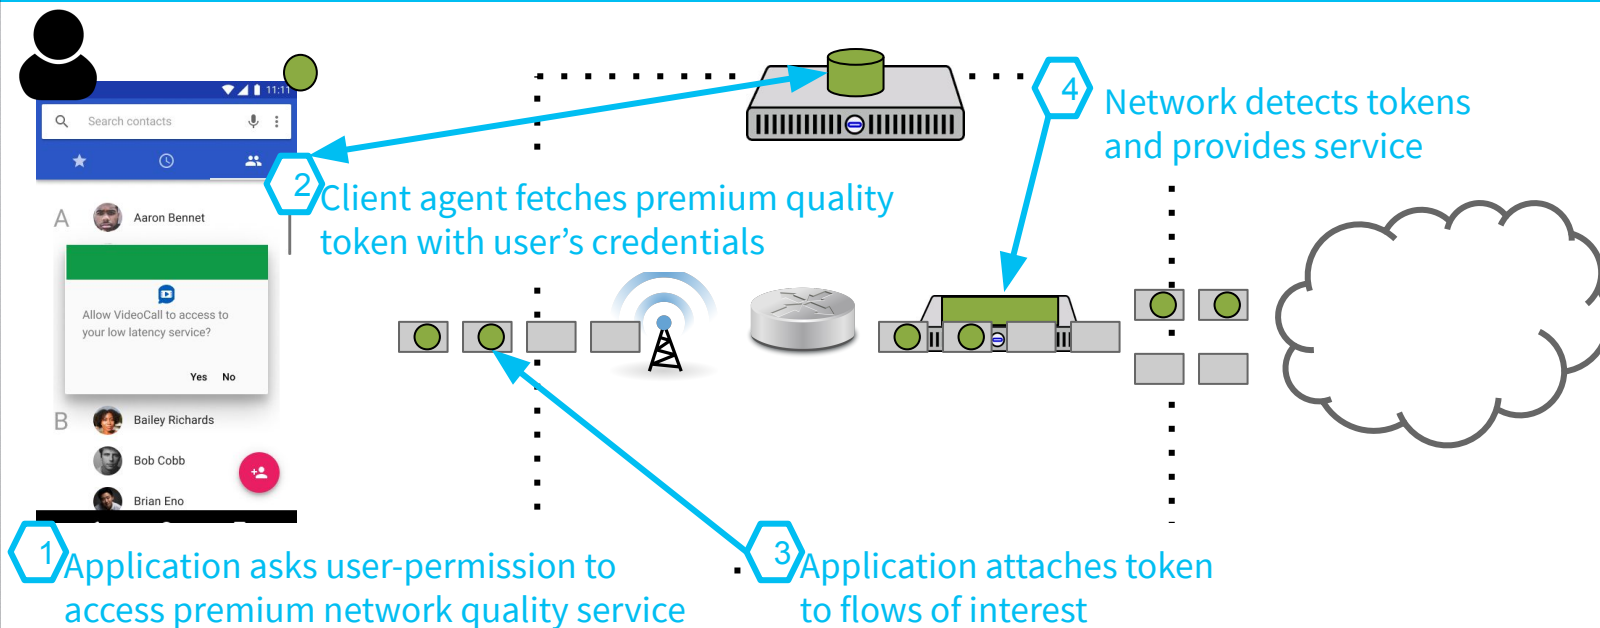 11:11
Search contacts
A
Aaron Bennet
Allow VideoCall to access to
your low latency service?
Yes No
B
Bailey Richards
Bob Cobb
Brian Eno
1
Application asks user-permission to
access premium network quality service
2
Client agent fetches premium quality
token with user’s credentials
3
Application attaches token
to flows of interest
4
Network detects tokens
and provides service